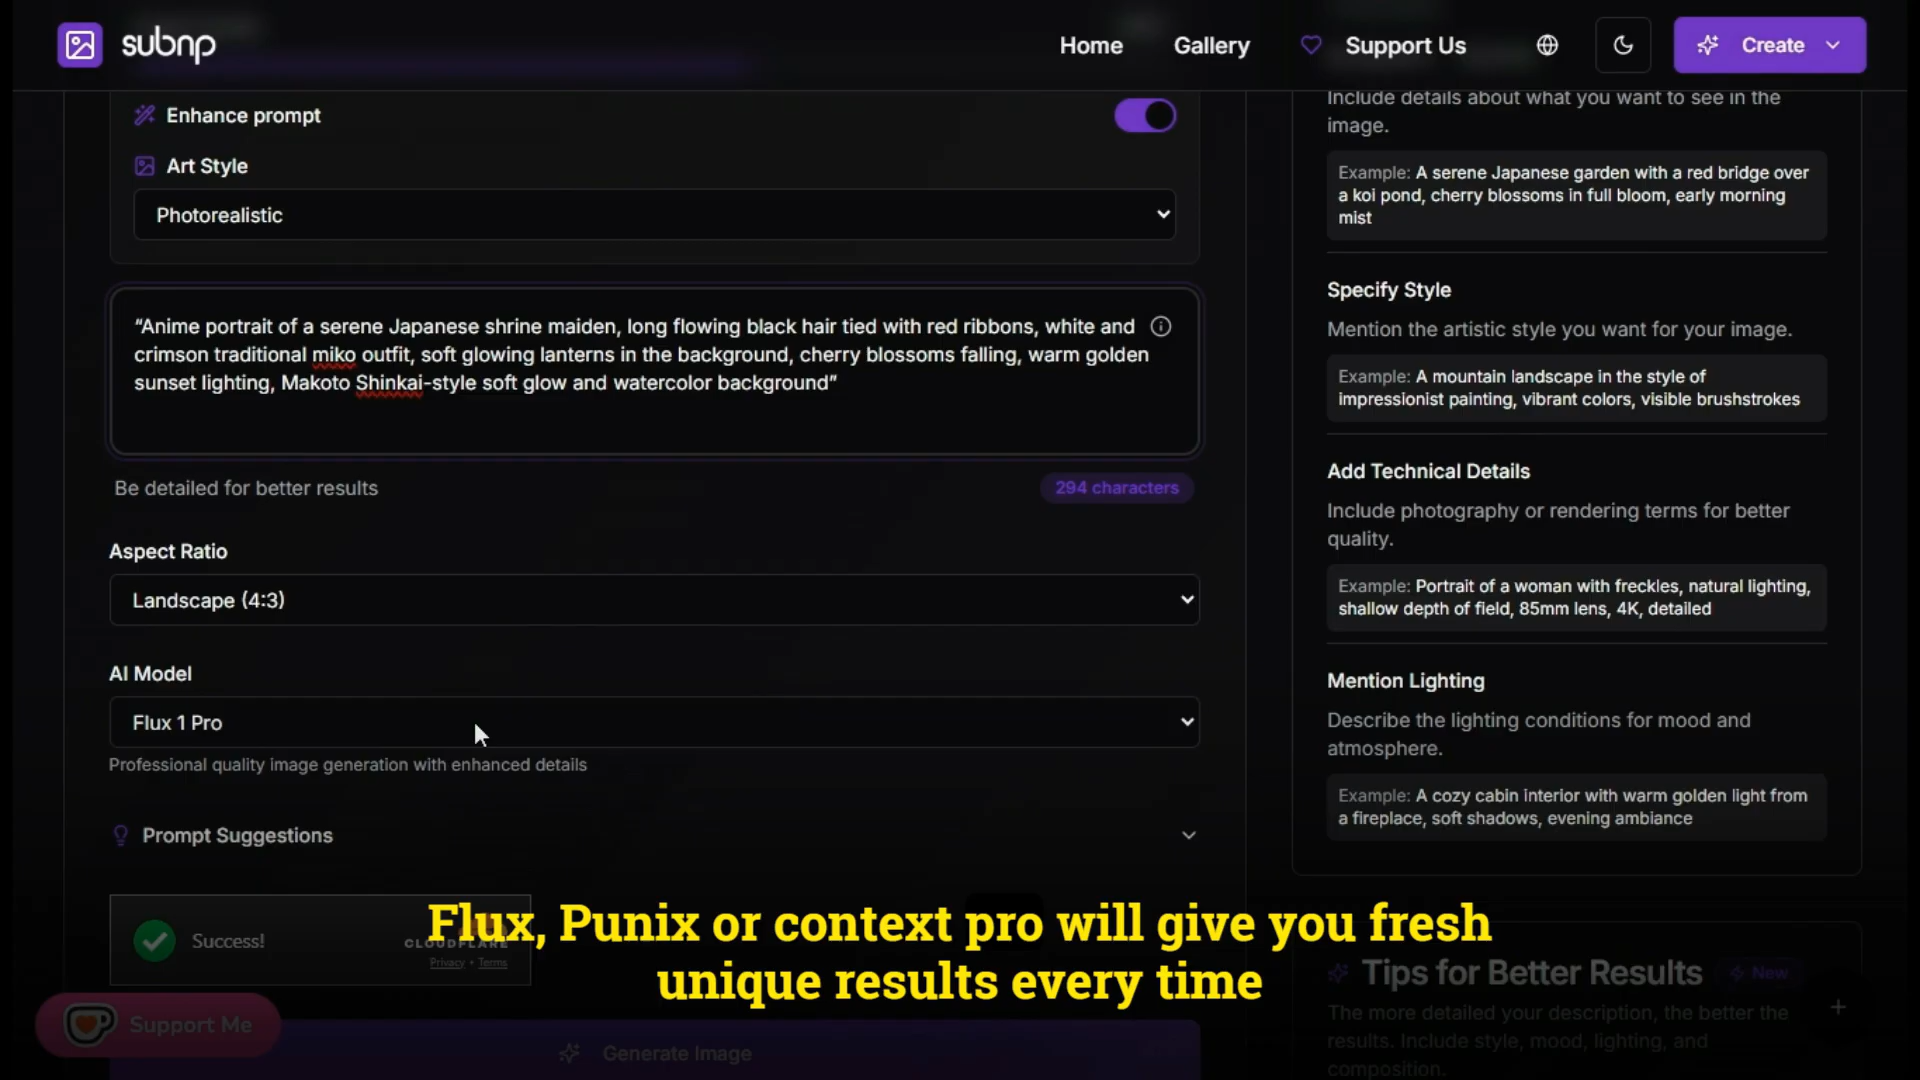 subnp
Home
Gallery
Support Us
Create
Enhance prompt
Art Style
Photorealistic
"Anime portrait of a serene Japanese shrine maiden, long flowing black hair tied with red ribbons, white and
crimson traditional miko outfit, soft glowing lanterns in the background, cherry blossoms falling, warm golden
sunset lighting, Makoto Shinkai-style soft glow and watercolor background"
Be detailed for better results
294 characters
Aspect Ratio
Landscape (4:3)
AI Model
Flux 1 Pro
Professional quality image generation with enhanced details
Prompt Suggestions
Success!
CLOUDFLARE
Privacy • Terms
Support Me
Generate Image
Include details about what you want to see in the
image.
Example: A serene Japanese garden with a red bridge over
a koi pond, cherry blossoms in full bloom, early morning
mist
Specify Style
Mention the artistic style you want for your image.
Example: A mountain landscape in the style of
impressionist painting, vibrant colors, visible brushstrokes
Add Technical Details
Include photography or rendering terms for better
quality.
Example: Portrait of a woman with freckles, natural lighting,
shallow depth of field, 85mm lens, 4K, detailed
Mention Lighting
Describe the lighting conditions for mood and
atmosphere.
Example: A cozy cabin interior with warm golden light from
a fireplace, soft shadows, evening ambiance
Tips for Better Results
New
The more detailed your description, the better the
results. Include style, mood, lighting, and
composition.
Flux, Punix or context pro will give you fresh
unique results every time